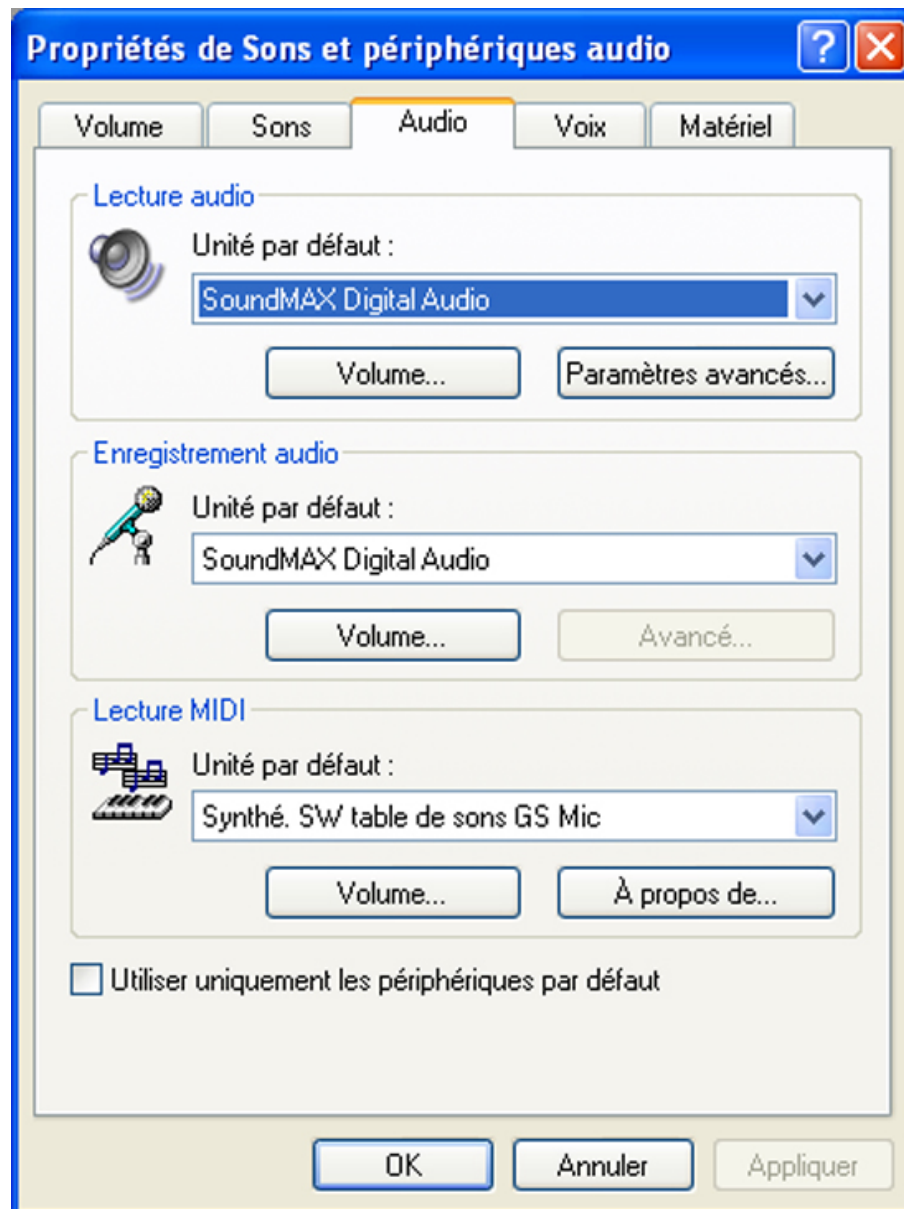 Propriétés de Sons et périphériques audio
Volume Sons Audio Voix Matériel
Lecture audio
Unité par défaut :
SoundMAX Digital Audio
Volume... Paramètres avancés...
Enregistrement audio
Unité par défaut :
SoundMAX Digital Audio
Volume... Avancé...
Lecture MIDI
Unité par défaut :
Synthé. SW table de sons GS Mic
Volume... À propos de...
Utiliser uniquement les périphériques par défaut
OK Annuler Appliquer